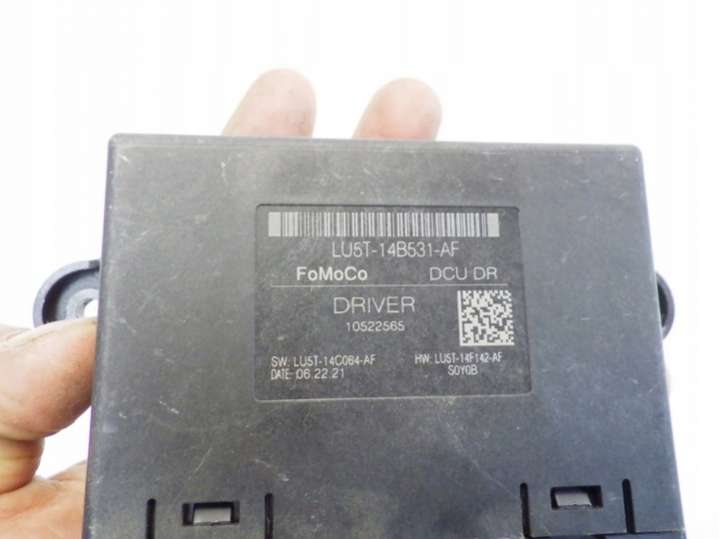 LU5T-14B531-AF
FoMoCo DCU DR
DRIVER
10522565
SW: LU5T-14C064-AF HW: LU5T-14F142-AF
DATE: 06.22.21 S0Y0B